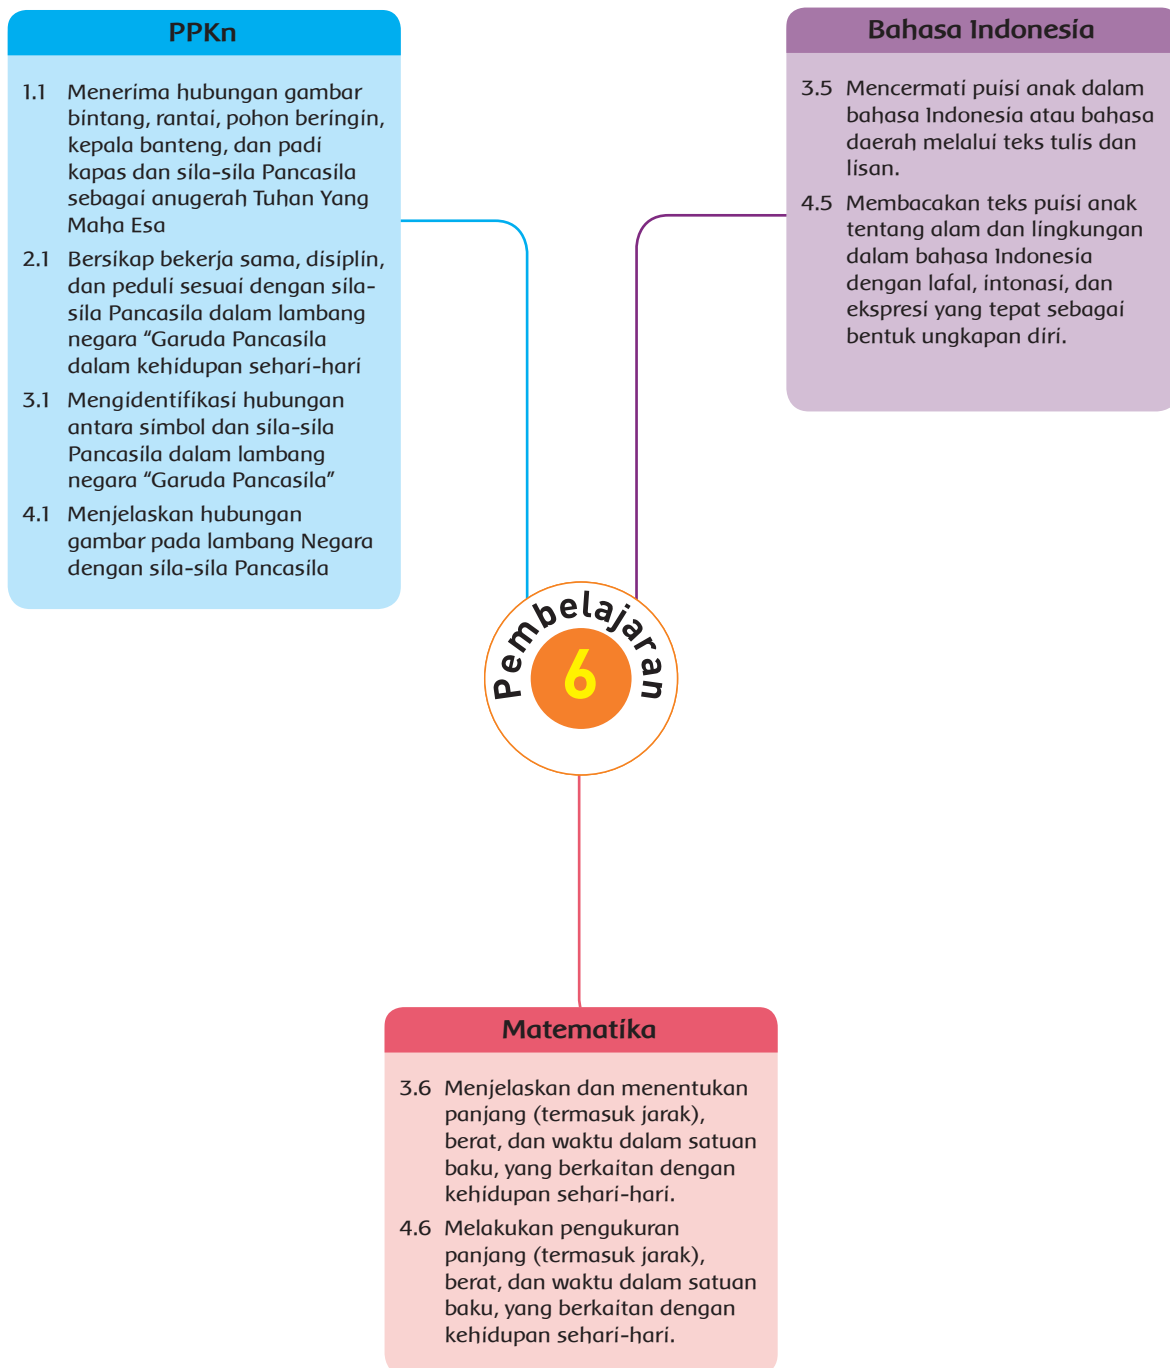 PPKn
1.1 Menerima hubungan gambar
bintang, rantai, pohon beringin,
kepala banteng, dan padi
kapas dan sila-sila Pancasila
sebagai anugerah Tuhan Yang
Maha Esa
2.1 Bersikap bekerja sama, disiplin,
dan peduli sesuai dengan sila-
sila Pancasila dalam lambang
negara “Garuda Pancasila
dalam kehidupan sehari-hari
3.1 Mengidentifikasi hubungan
antara simbol dan sila-sila
Pancasila dalam lambang
negara “Garuda Pancasila”
4.1 Menjelaskan hubungan
gambar pada lambang Negara
dengan sila-sila Pancasila
Bahasa Indonesia
3.5 Mencermati puisi anak dalam
bahasa Indonesia atau bahasa
daerah melalui teks tulis dan
lisan.
4.5 Membacakan teks puisi anak
tentang alam dan lingkungan
dalam bahasa Indonesia
dengan lafal, intonasi, dan
ekspresi yang tepat sebagai
bentuk ungkapan diri.
Pembelajaran
6
Matematika
3.6 Menjelaskan dan menentukan
panjang (termasuk jarak),
berat, dan waktu dalam satuan
baku, yang berkaitan dengan
kehidupan sehari-hari.
4.6 Melakukan pengukuran
panjang (termasuk jarak),
berat, dan waktu dalam satuan
baku, yang berkaitan dengan
kehidupan sehari-hari.